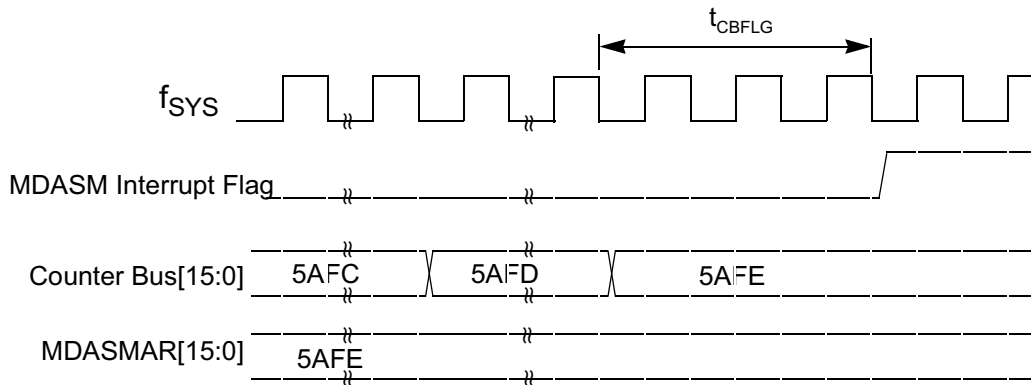 tCBFLG
fSYS
MDASM Interrupt Flag
Counter Bus[15:0] 5AFC 5AFD 5AFE
MDASMAR[15:0] 5AFE